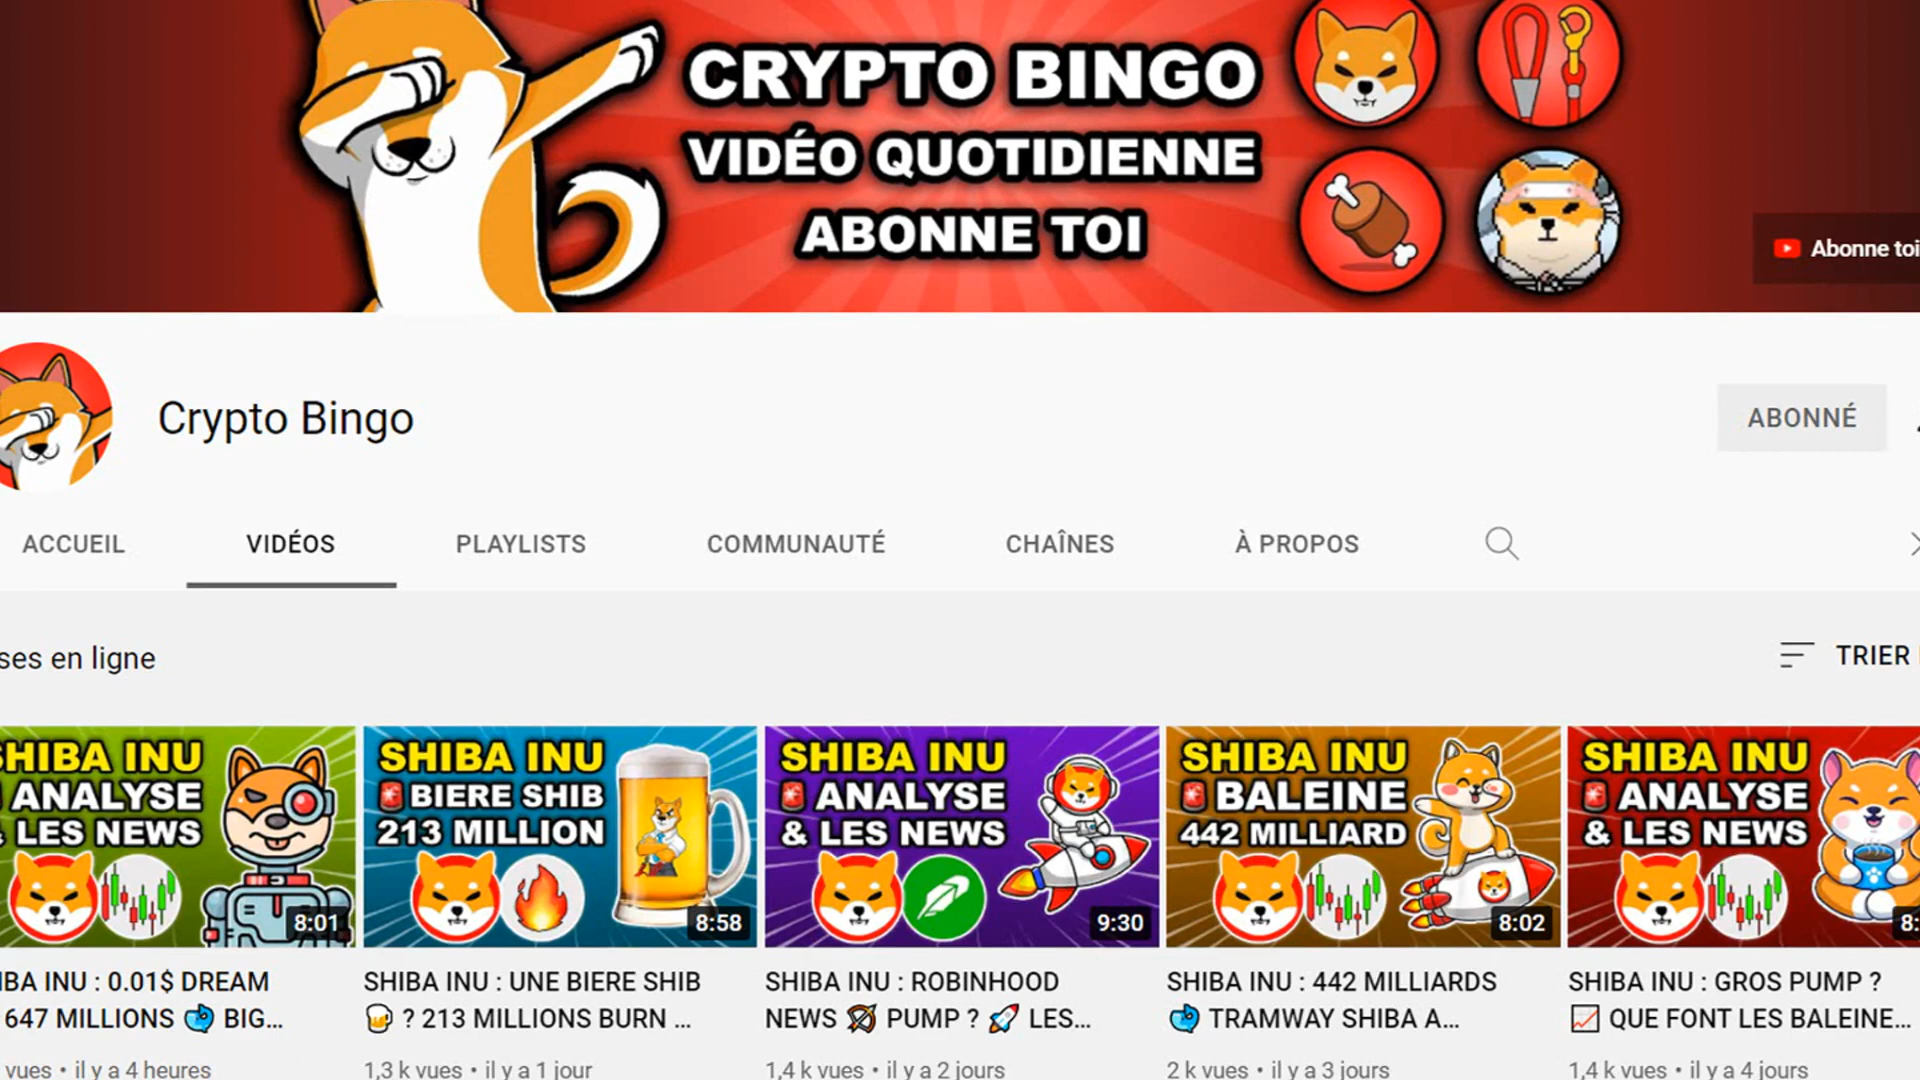 CRYPTO BINGO
VIDÉO QUOTIDIENNE
ABONNE TOI
Abonne toi
Crypto Bingo
ABONNÉ
ACCUEIL
VIDÉOS
PLAYLISTS
COMMUNAUTÉ
CHAÎNES
À PROPOS
ses en ligne
TRIER
SHIBA INU
ANALYSE
& LES NEWS
8:01
SHIBA INU
BIERE SHIB
213 MILLION
8:58
SHIBA INU
ANALYSE
& LES NEWS
9:30
SHIBA INU
BALEINE
442 MILLIARD
8:02
SHIBA INU
ANALYSE
& LES NEWS
8:
IBA INU : 0.01$ DREAM
647 MILLIONS 🐳 BIG...
vues • il y a 4 heures
SHIBA INU : UNE BIERE SHIB
🍺 ? 213 MILLIONS BURN ...
1,3 k vues • il y a 1 jour
SHIBA INU : ROBINHOOD
NEWS 🏹 PUMP ? 🚀 LES...
1,4 k vues • il y a 2 jours
SHIBA INU : 442 MILLIARDS
🐳 TRAMWAY SHIBA A...
2 k vues • il y a 3 jours
SHIBA INU : GROS PUMP ?
📈 QUE FONT LES BALEINE...
1,4 k vues • il y a 4 jours